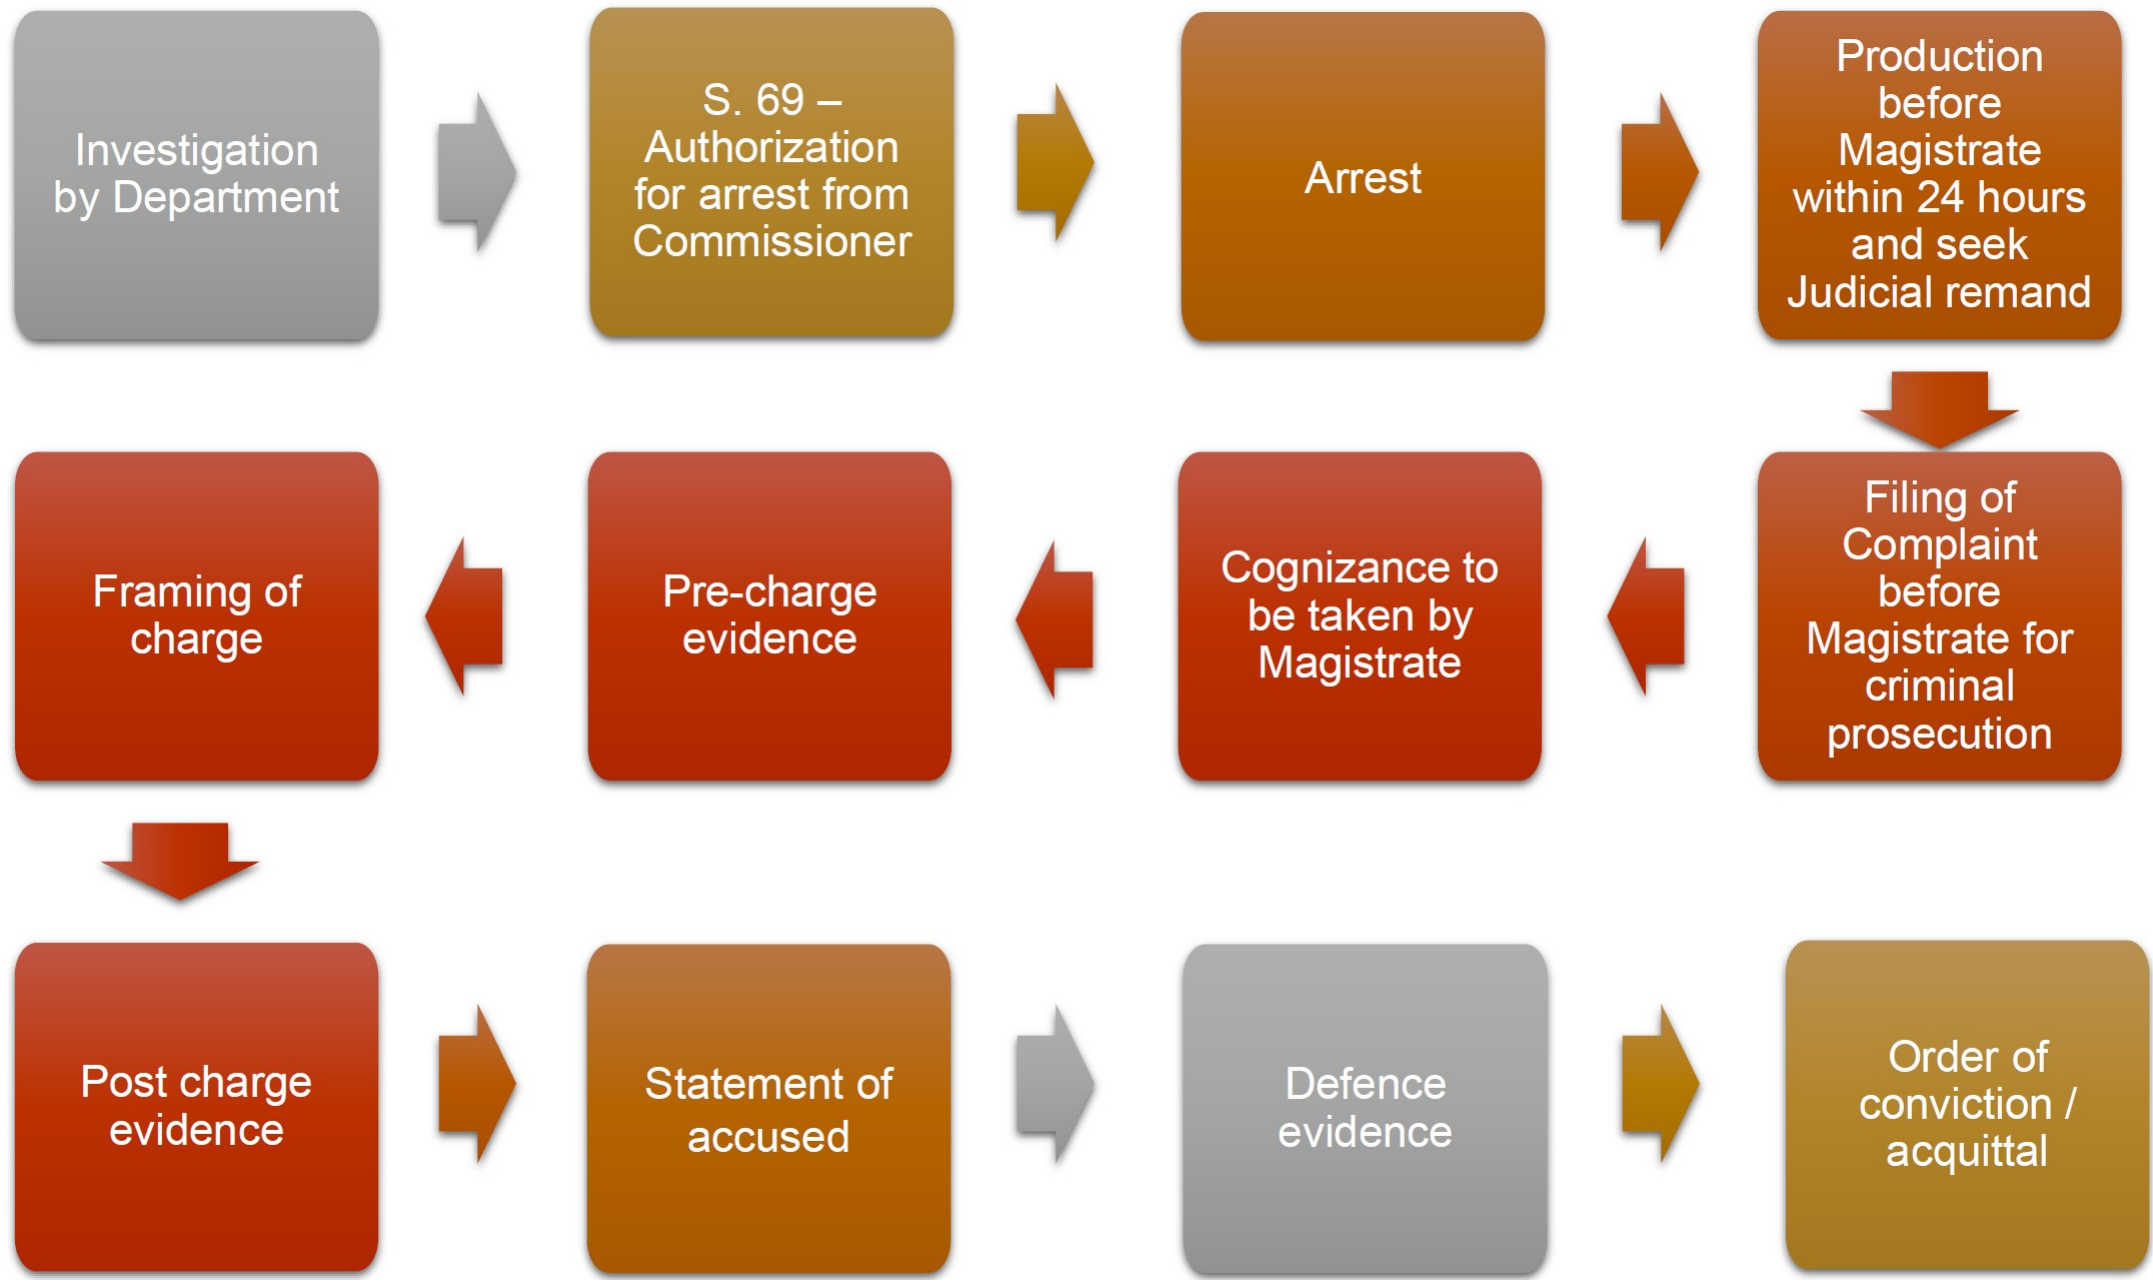 Investigation
by Department
S. 69 –
Authorization
for arrest from
Commissioner
Arrest
Production
before
Magistrate
within 24 hours
and seek
Judicial remand
Filing of
Complaint
before
Magistrate for
criminal
prosecution
Cognizance to
be taken by
Magistrate
Pre-charge
evidence
Framing of
charge
Post charge
evidence
Statement of
accused
Defence
evidence
Order of
conviction /
acquittal